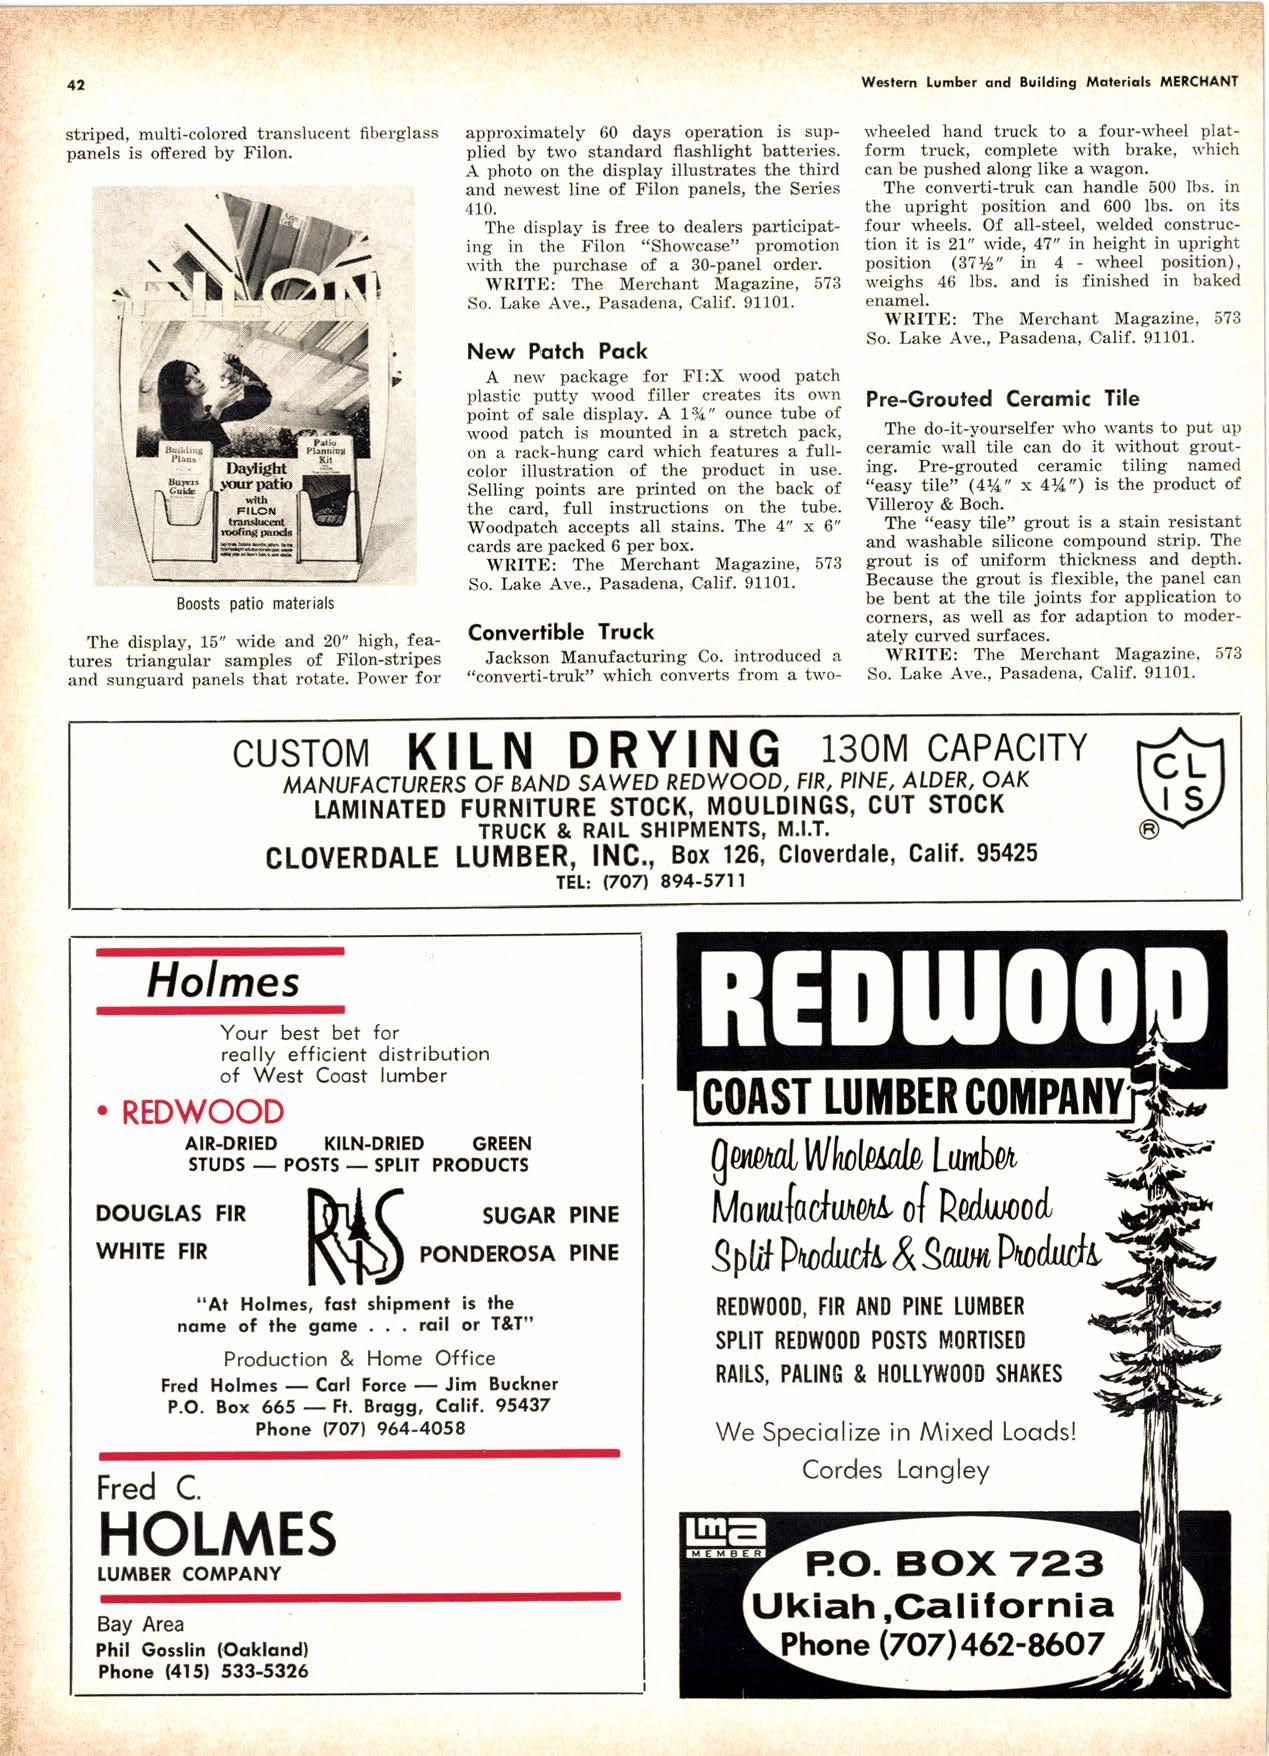 42
Western Lumber and Building Materials MERCHANT
striped, multi-colored translucent fiberglass
panels is offered by Filon.
FILON
Building
Plans
Buyers
Guide
Patio
Planning
Kit
Daylight
your patio
with
FILON
translucent
roofing panels
Boosts patio materials
The display, 15″ wide and 20″ high, fea-
tures triangular samples of Filon-stripes
and sunguard panels that rotate. Power for
approximately 60 days operation is sup-
plied by two standard flashlight batteries.
A photo on the display illustrates the third
and newest line of Filon panels, the Series
410.
The display is free to dealers participat-
ing in the Filon “Showcase” promotion
with the purchase of a 30-panel order.
WRITE: The Merchant Magazine, 573
So. Lake Ave., Pasadena, Calif. 91101.
New Patch Pack
A new package for FI:X wood patch
plastic putty wood filler creates its own
point of sale display. A 1¾″ ounce tube of
wood patch is mounted in a stretch pack,
on a rack-hung card which features a full-
color illustration of the product in use.
Selling points are printed on the back of
the card, full instructions on the tube.
Woodpatch accepts all stains. The 4″ x 6″
cards are packed 6 per box.
WRITE: The Merchant Magazine, 573
So. Lake Ave., Pasadena, Calif. 91101.
Convertible Truck
Jackson Manufacturing Co. introduced a
“converti-truk” which converts from a two-
wheeled hand truck to a four-wheel plat-
form truck, complete with brake, which
can be pushed along like a wagon.
The converti-truk can handle 500 lbs. in
the upright position and 600 lbs. on its
four wheels. Of all-steel, welded construc-
tion it is 21″ wide, 47″ in height in upright
position (37½″ in 4 - wheel position),
weighs 46 lbs. and is finished in baked
enamel.
WRITE: The Merchant Magazine, 573
So. Lake Ave., Pasadena, Calif. 91101.
Pre-Grouted Ceramic Tile
The do-it-yourselfer who wants to put up
ceramic wall tile can do it without grout-
ing. Pre-grouted ceramic tiling named
“easy tile” (4¼″ x 4¼″) is the product of
Villeroy & Boch.
The “easy tile” grout is a stain resistant
and washable silicone compound strip. The
grout is of uniform thickness and depth.
Because the grout is flexible, the panel can
be bent at the tile joints for application to
corners, as well as for adaption to moder-
ately curved surfaces.
WRITE: The Merchant Magazine, 573
So. Lake Ave., Pasadena, Calif. 91101.
CUSTOM KILN DRYING 130M CAPACITY
MANUFACTURERS OF BAND SAWED REDWOOD, FIR, PINE, ALDER, OAK
LAMINATED FURNITURE STOCK, MOULDINGS, CUT STOCK
TRUCK & RAIL SHIPMENTS, M.I.T.
CLOVERDALE LUMBER, INC., Box 126, Cloverdale, Calif. 95425
TEL: (707) 894-5711
CL
IS
®
Holmes
Your best bet for
really efficient distribution
of West Coast lumber
• REDWOOD
AIR-DRIED KILN-DRIED GREEN
STUDS — POSTS — SPLIT PRODUCTS
DOUGLAS FIR
WHITE FIR
RIS
SUGAR PINE
PONDEROSA PINE
“At Holmes, fast shipment is the
name of the game . . . rail or T&T”
Production & Home Office
Fred Holmes — Carl Force — Jim Buckner
P.O. Box 665 — Ft. Bragg, Calif. 95437
Phone (707) 964-4058
Fred C.
HOLMES
LUMBER COMPANY
Bay Area
Phil Gosslin (Oakland)
Phone (415) 533-5326
REDWOOD
COAST LUMBER COMPANY
General Wholesale Lumber
Manufacturers of Redwood
Split Products & Sawn Products
REDWOOD, FIR AND PINE LUMBER
SPLIT REDWOOD POSTS MORTISED
RAILS, PALING & HOLLYWOOD SHAKES
We Specialize in Mixed Loads!
Cordes Langley
lma
MEMBER
P.O. BOX 723
Ukiah, California
Phone (707) 462-8607